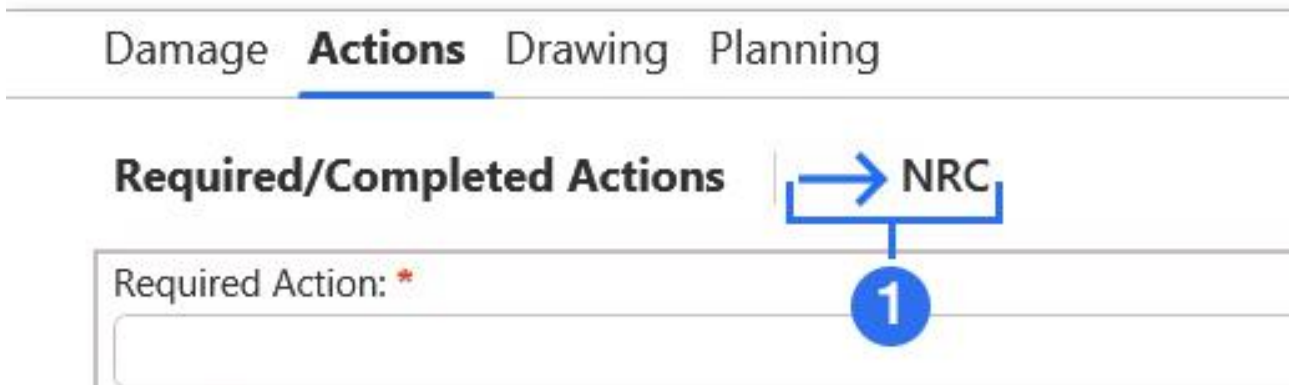 Damage Actions Drawing Planning
Required/Completed Actions → NRC
Required Action: *
1